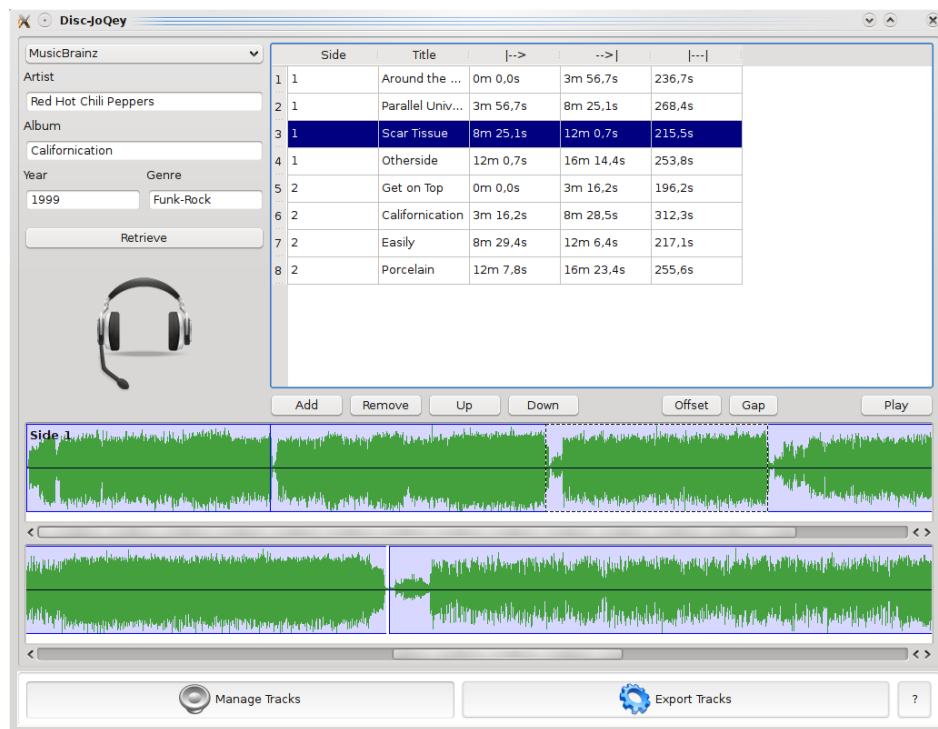 Disc-JoQey
MusicBrainz
Artist
Red Hot Chili Peppers
Album
Californication
Year Genre
1999 Funk-Rock
Retrieve
Side Title |--> -->| |---|
1 1 Around the ... 0m 0,0s 3m 56,7s 236,7s
2 1 Parallel Univ... 3m 56,7s 8m 25,1s 268,4s
3 1 Scar Tissue 8m 25,1s 12m 0,7s 215,5s
4 1 Otherside 12m 0,7s 16m 14,4s 253,8s
5 2 Get on Top 0m 0,0s 3m 16,2s 196,2s
6 2 Californication 3m 16,2s 8m 28,5s 312,3s
7 2 Easily 8m 29,4s 12m 6,4s 217,1s
8 2 Porcelain 12m 7,8s 16m 23,4s 255,6s
Add Remove Up Down Offset Gap Play
Side 1
Manage Tracks Export Tracks ?